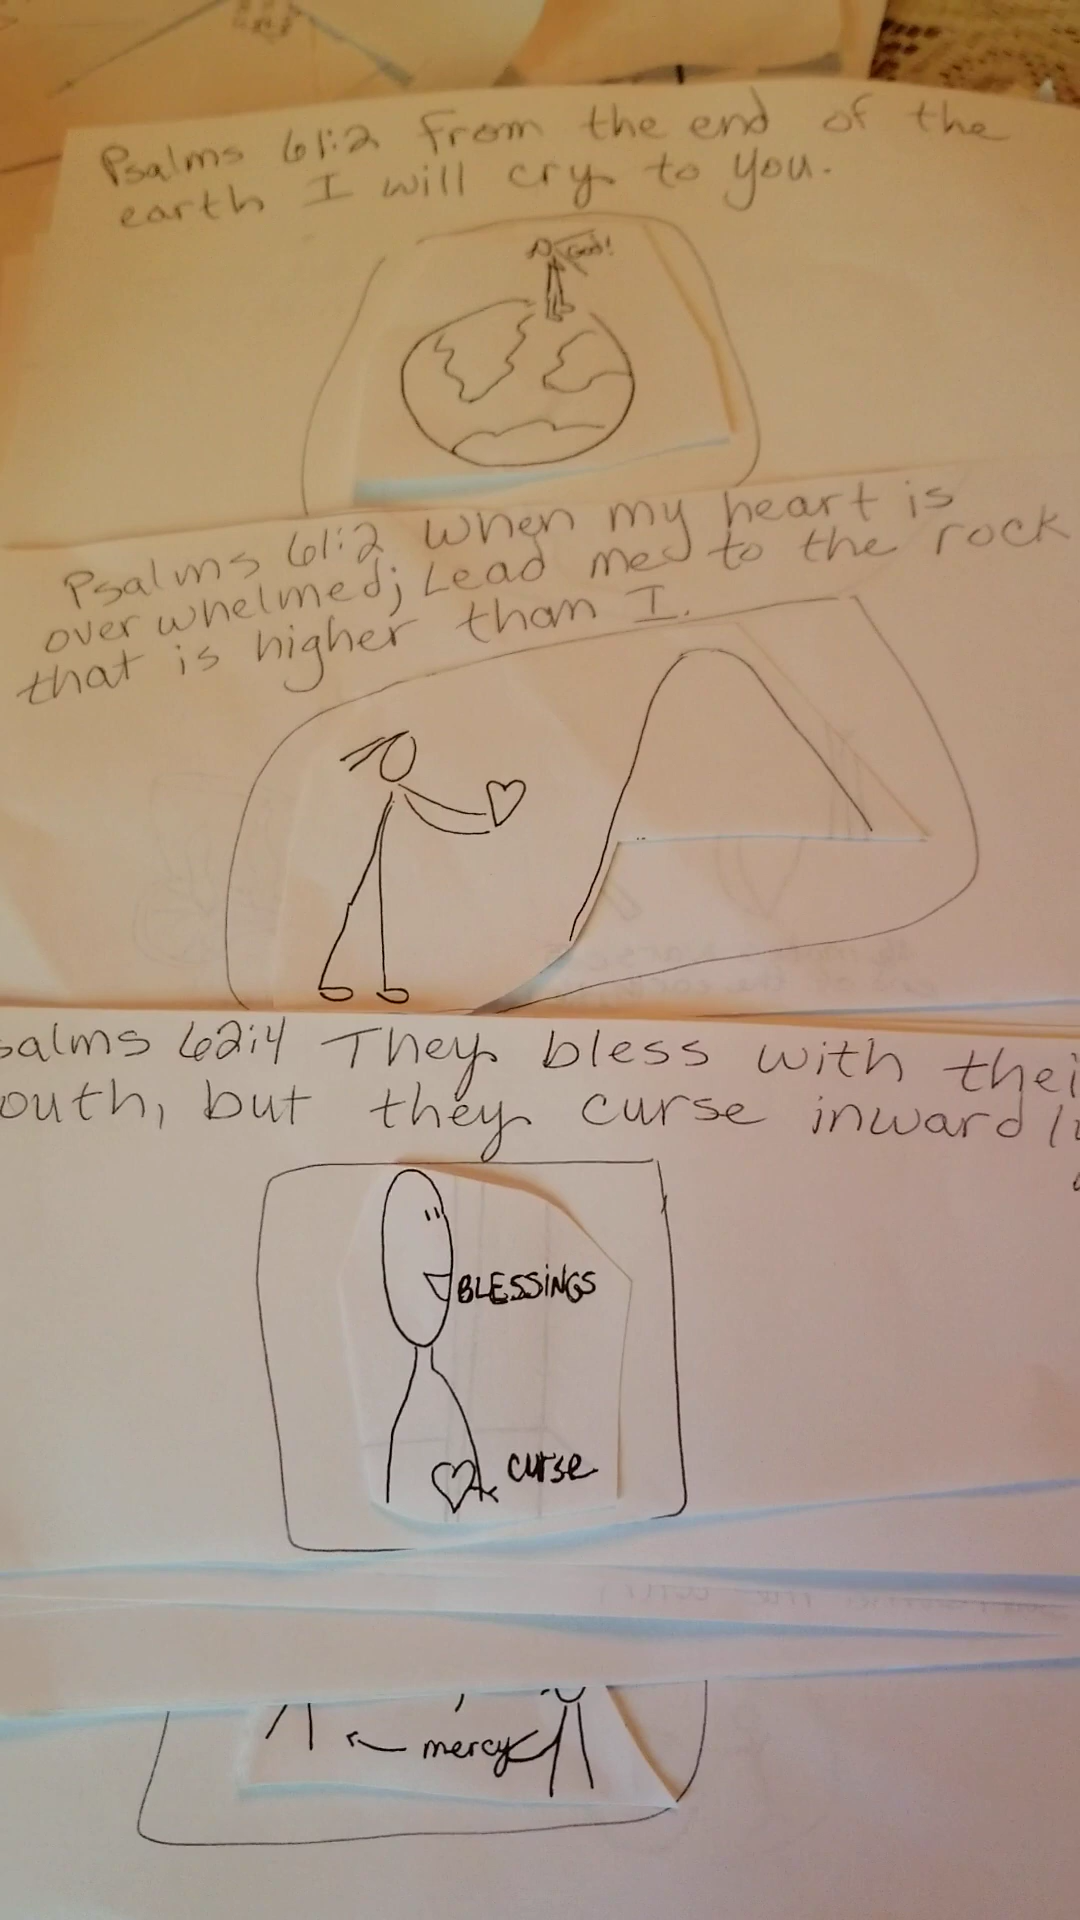 Psalms 61:2 From the end of the
earth I will cry to you.
God!
Psalms 61:2 When my heart is
overwhelmed; Lead me to the rock
that is higher than I.
salms 62:4 They bless with thei
outh, but they curse inwardl
BLESSINGS
curse
mercy